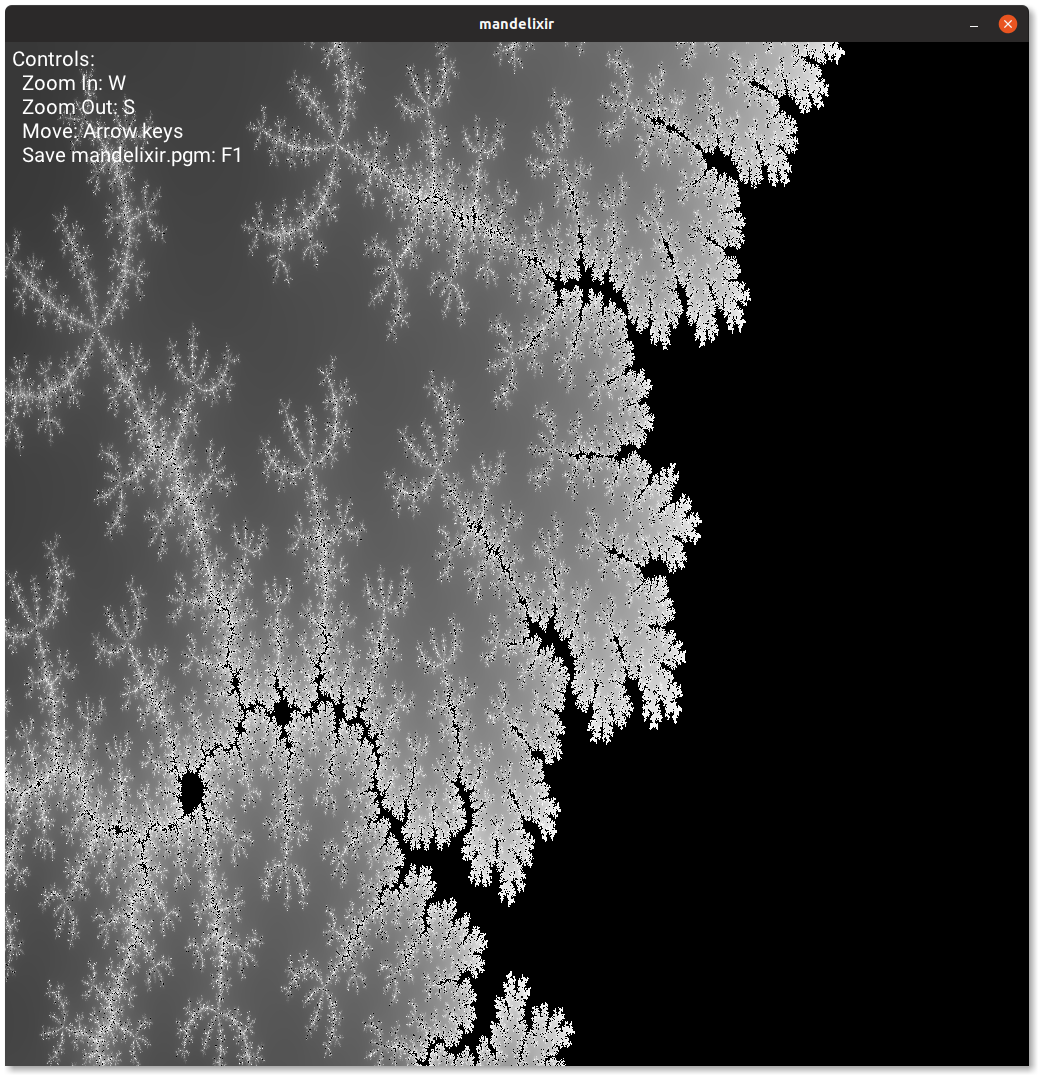 mandelixir
Controls:
Zoom In: W
Zoom Out: S
Move: Arrow keys
Save mandelixir.pgm: F1